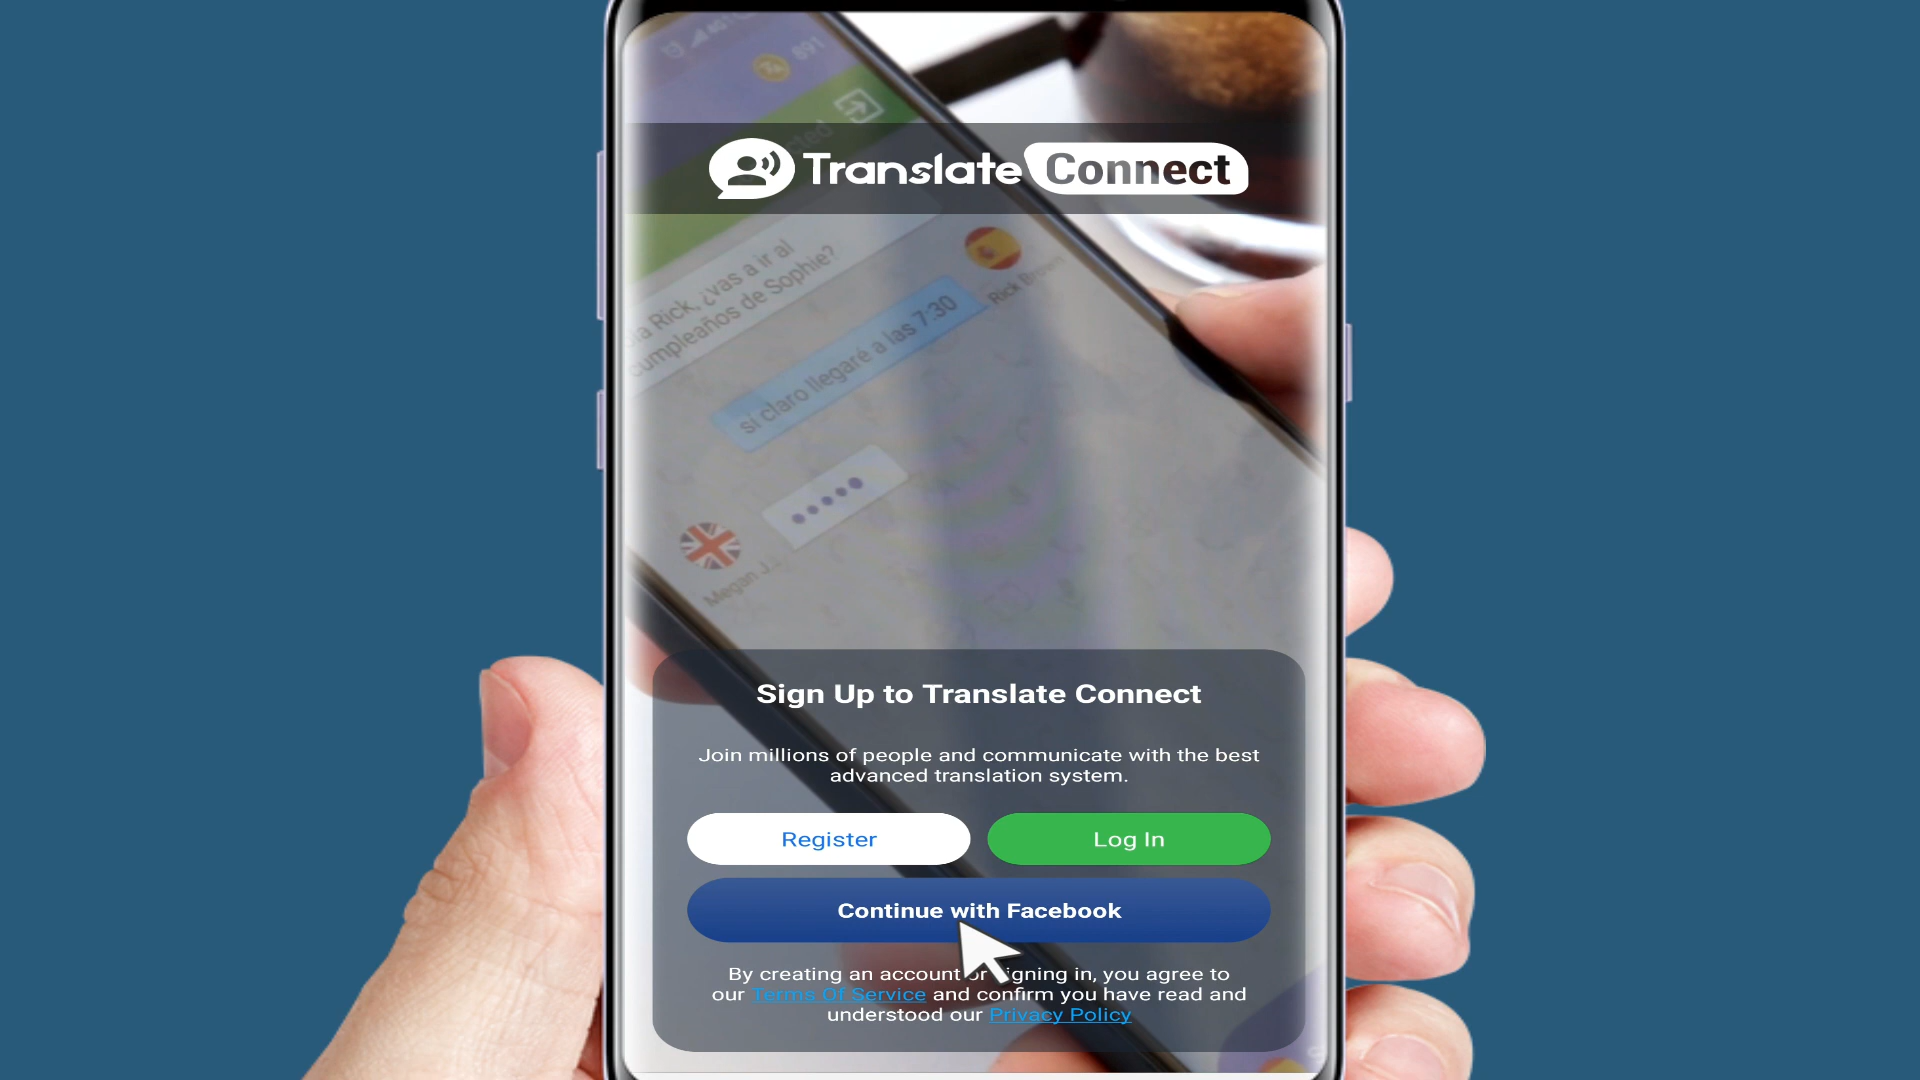 4G
891
Translate Connect
Rick, ¿vas a ir al
cumpleaños de Sophie?
sí claro llegaré a las 7:30
Rick Brown
Megan J.
Sign Up to Translate Connect
Join millions of people and communicate with the best
advanced translation system.
Register
Log In
Continue with Facebook
By creating an account or signing in, you agree to
our Terms Of Service and confirm you have read and
understood our Privacy Policy